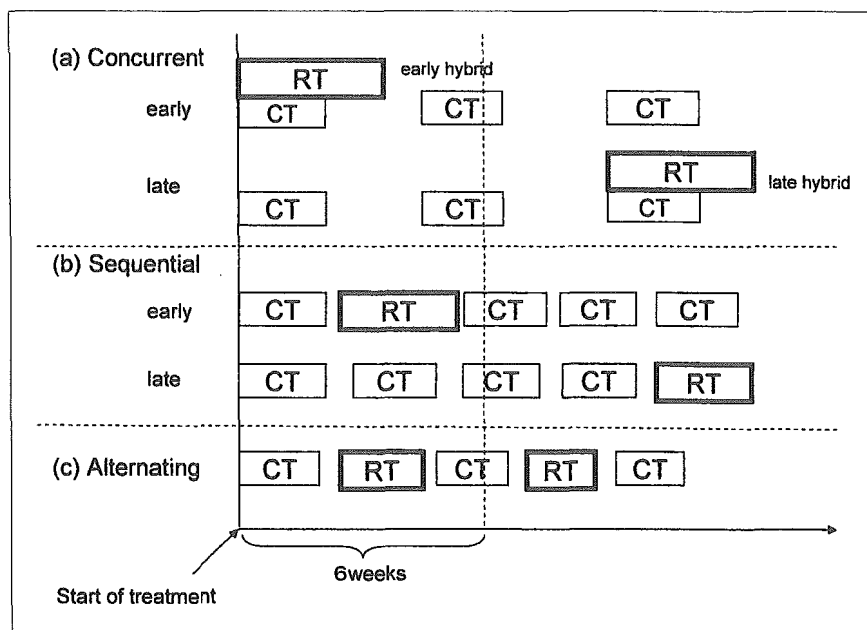 (a) Concurrent
RT
early hybrid
early
CT
CT
CT
RT
late hybrid
late
CT
CT
CT
(b) Sequential
early
CT
RT
CT
CT
CT
late
CT
CT
CT
CT
RT
(c) Alternating
CT
RT
CT
RT
CT
6weeks
Start of treatment